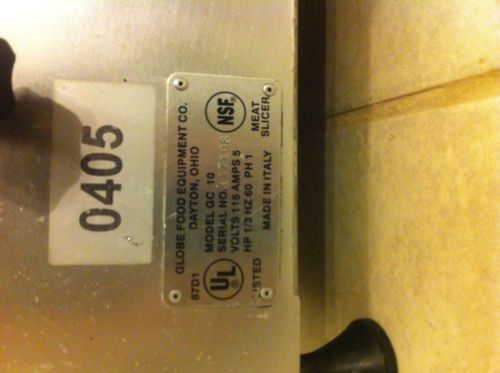 0405
GLOBE FOOD EQUIPMENT CO.
DAYTON, OHIO
87D1
MODEL GC 10
SERIAL NO.
VOLTS 115 AMPS 5
HP 1/3 HZ 60 PH 1
UL
®
LISTED
NSF
MEAT
SLICER
MADE IN ITALY